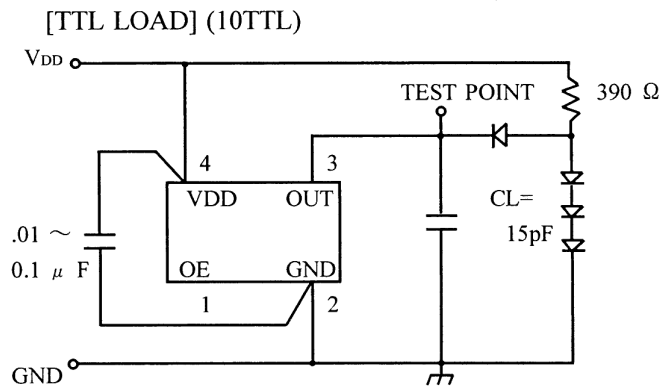 [TTL LOAD] (10TTL)
VDD
TEST POINT
390 Ω
4
3
VDD
OUT
CL=
15pF
.01 ～
0.1 μ F
OE
GND
1
2
GND